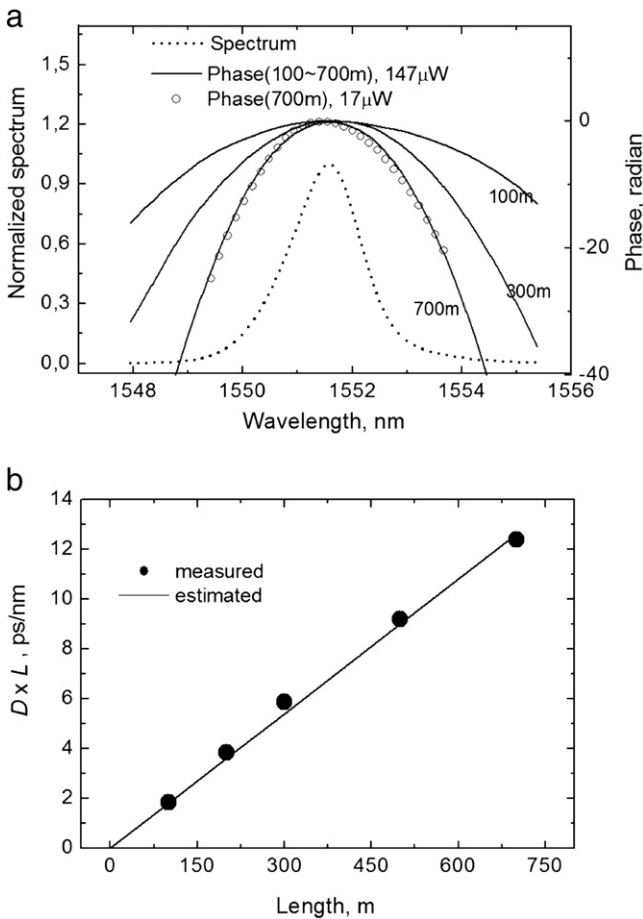 a
Spectrum
Phase(100~700m), 147μW
Phase(700m), 17μW
1,5
1,2
0,9
0,6
0,3
0,0
Normalized spectrum
0
-20
-40
Phase, radian
100m
300m
700m
1548
1550
1552
1554
1556
Wavelength, nm
b
14
12
10
8
6
4
2
0
D x L , ps/nm
measured
estimated
0
150
300
450
600
750
Length, m